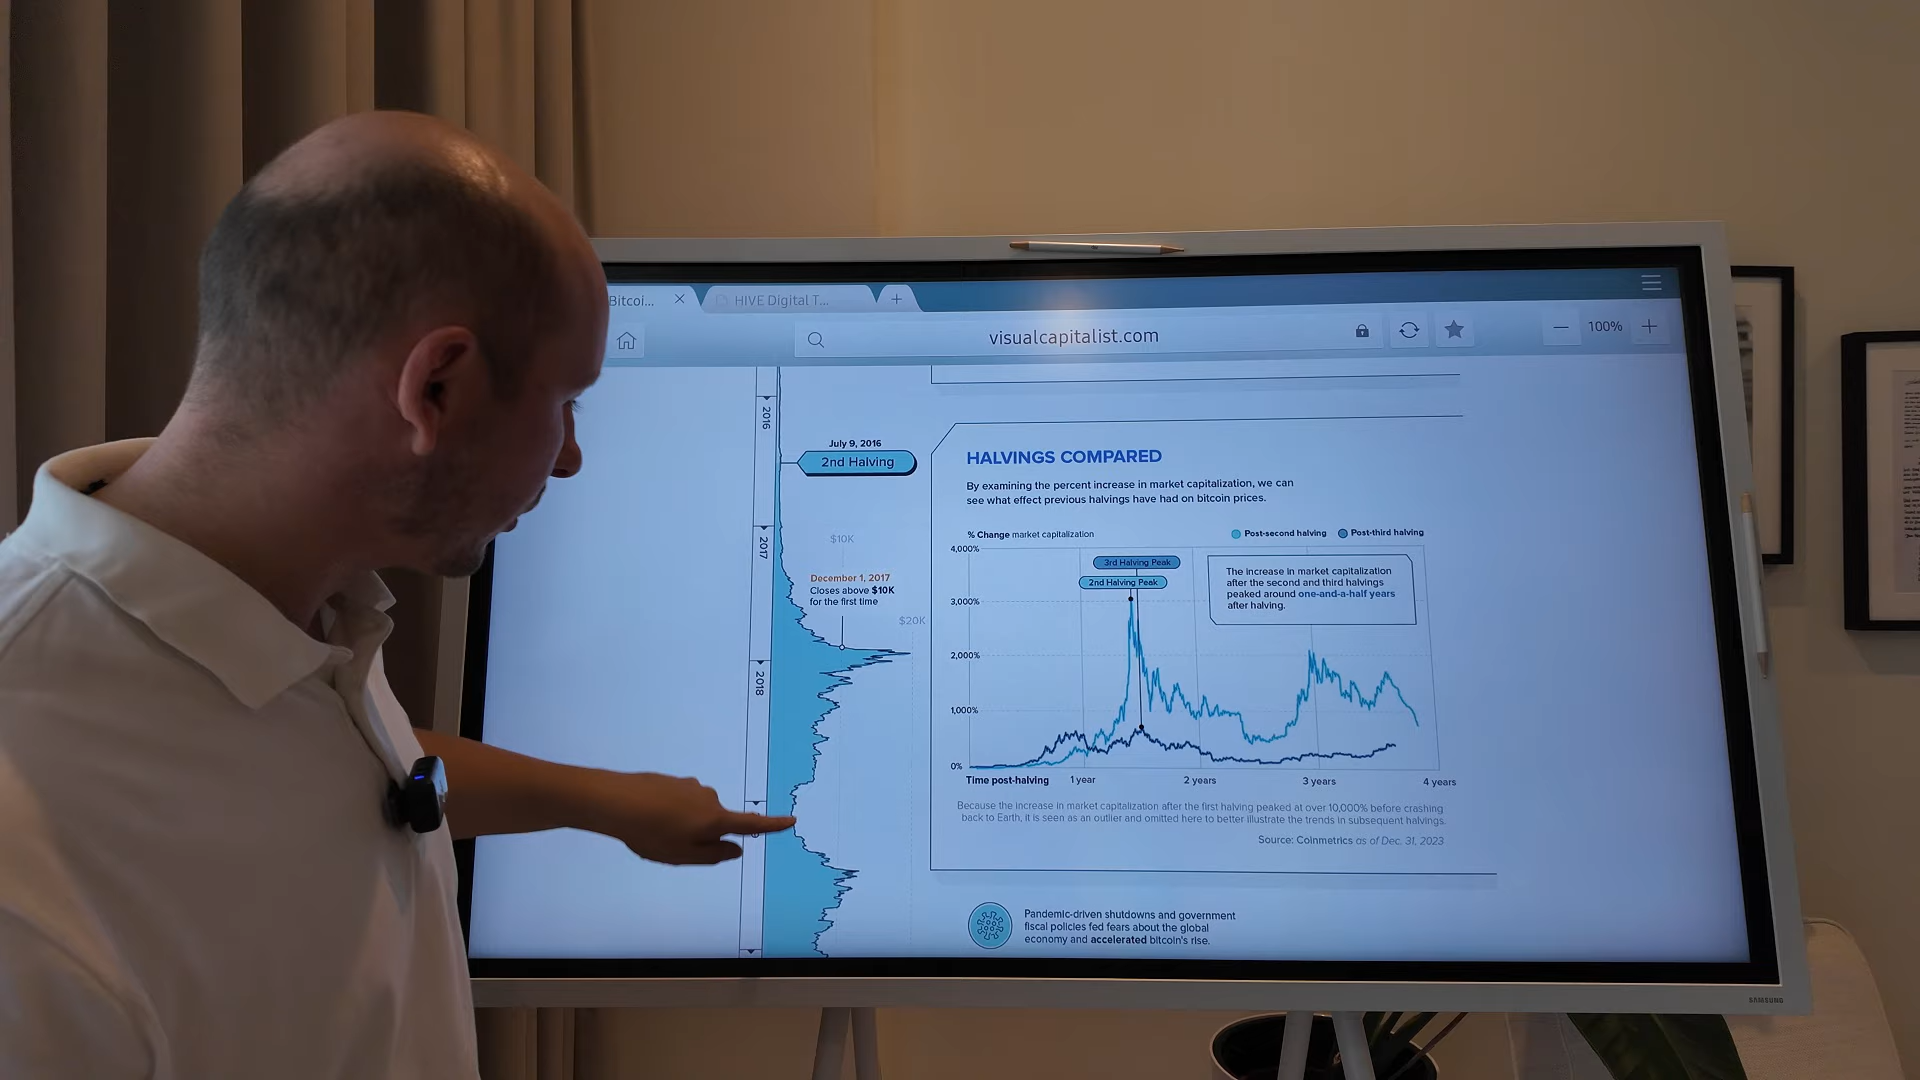 Bitcoi...
HIVE Digital T...
visualcapitalist.com
100%
2016
July 9, 2016
2nd Halving
2017
$10K
December 1, 2017
Closes above $10K
for the first time
$20K
2018
HALVINGS COMPARED
By examining the percent increase in market capitalization, we can
see what effect previous halvings have had on bitcoin prices.
% Change market capitalization
Post-second halving
Post-third halving
4,000%
3,000%
2,000%
1,000%
0%
3rd Halving Peak
2nd Halving Peak
The increase in market capitalization
after the second and third halvings
peaked around one-and-a-half years
after halving.
Time post-halving
1 year
2 years
3 years
4 years
Because the increase in market capitalization after the first halving peaked at over 10,000% before crashing
back to Earth, it is seen as an outlier and omitted here to better illustrate the trends in subsequent halvings.
Source: Coinmetrics as of Dec. 31, 2023
Pandemic-driven shutdowns and government
fiscal policies fed fears about the global
economy and accelerated bitcoin's rise.
SAMSUNG